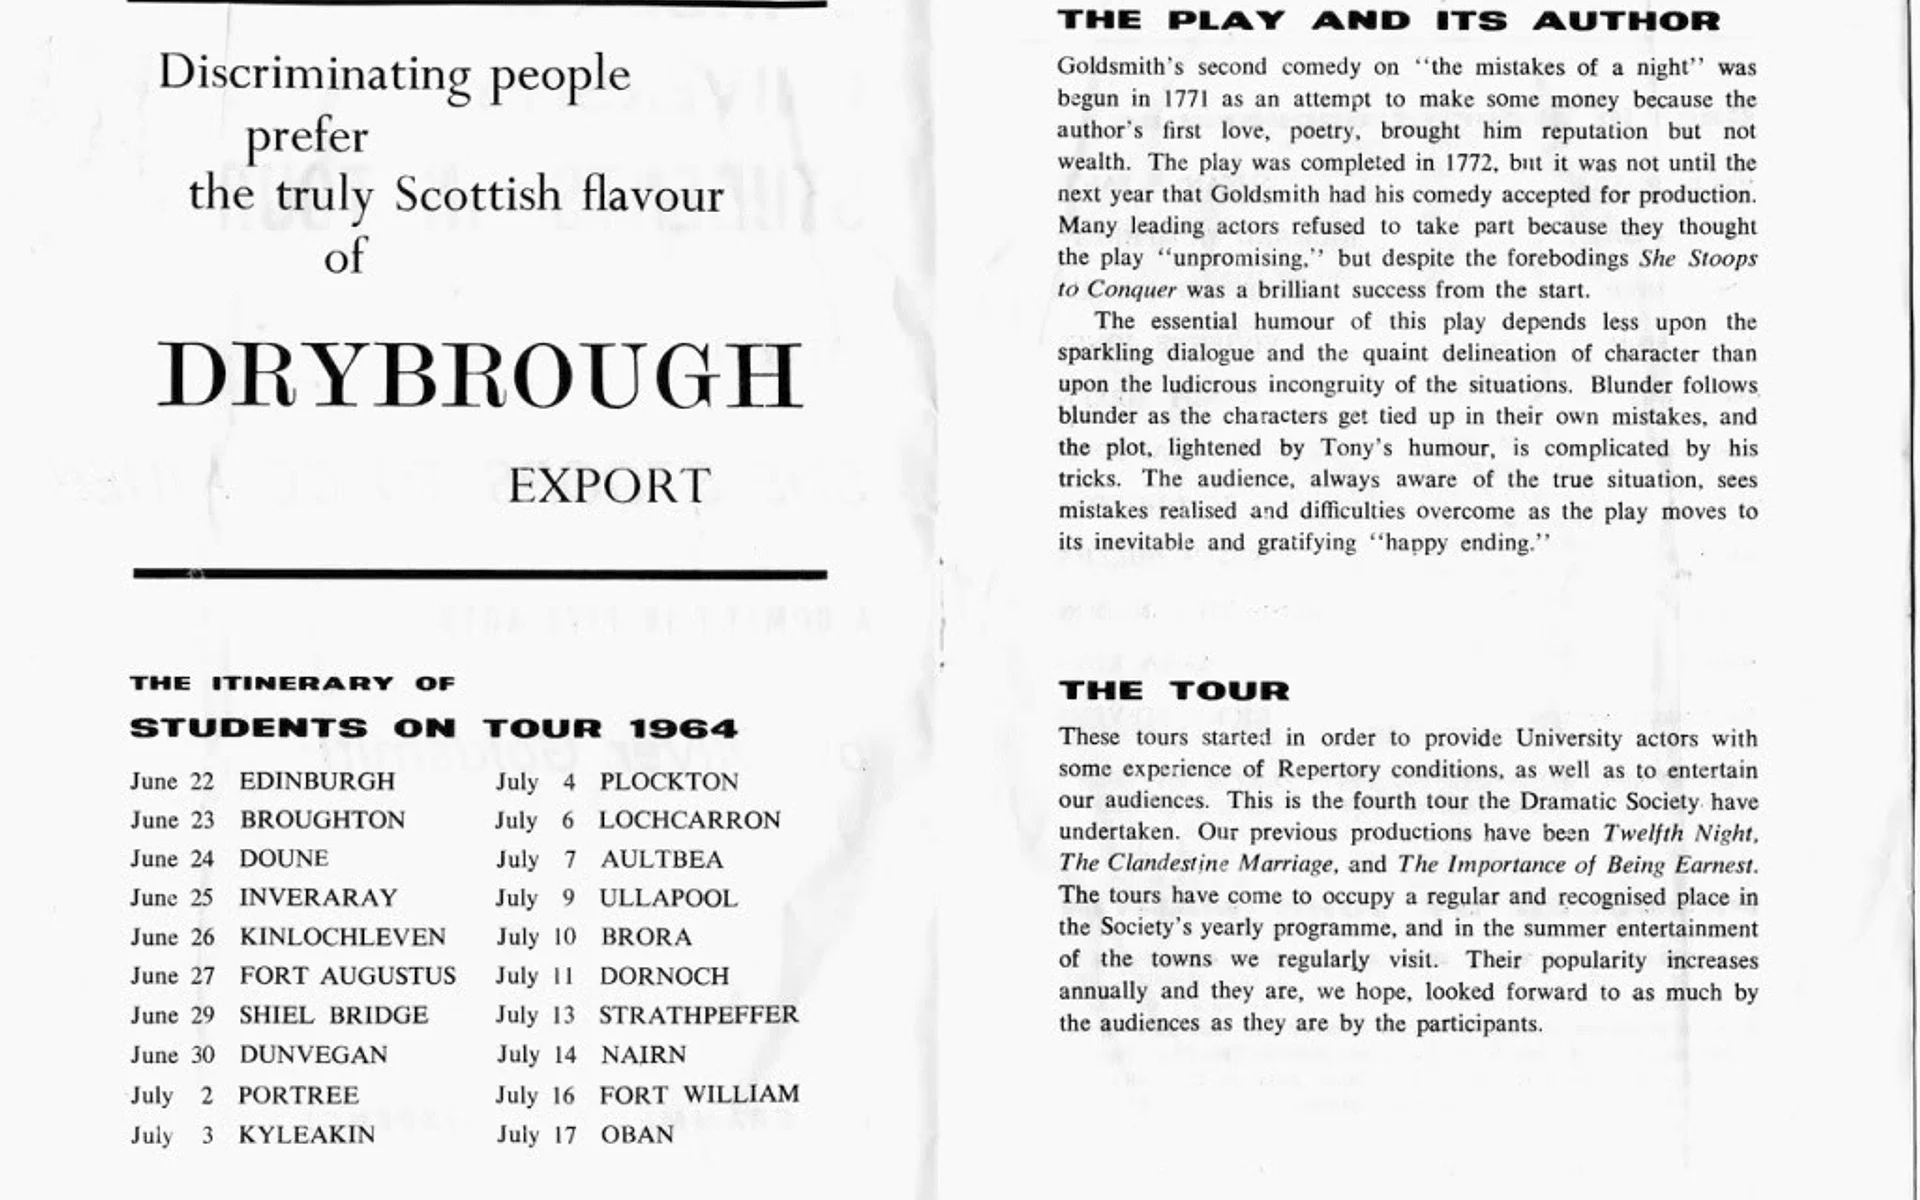 Discriminating people
prefer
the truly Scottish flavour
of
DRYBROUGH
EXPORT
THE ITINERARY OF
STUDENTS ON TOUR 1964
June 22 EDINBURGH
June 23 BROUGHTON
June 24 DOUNE
June 25 INVERARAY
June 26 KINLOCHLEVEN
June 27 FORT AUGUSTUS
June 29 SHIEL BRIDGE
June 30 DUNVEGAN
July 2 PORTREE
July 3 KYLEAKIN
July 4 PLOCKTON
July 6 LOCHCARRON
July 7 AULTBEA
July 9 ULLAPOOL
July 10 BRORA
July 11 DORNOCH
July 13 STRATHPEFFER
July 14 NAIRN
July 16 FORT WILLIAM
July 17 OBAN
THE PLAY AND ITS AUTHOR
Goldsmith's second comedy on "the mistakes of a night" was
begun in 1771 as an attempt to make some money because the
author's first love, poetry, brought him reputation but not
wealth. The play was completed in 1772, but it was not until the
next year that Goldsmith had his comedy accepted for production.
Many leading actors refused to take part because they thought
the play "unpromising," but despite the forebodings She Stoops
to Conquer was a brilliant success from the start.
The essential humour of this play depends less upon the
sparkling dialogue and the quaint delineation of character than
upon the ludicrous incongruity of the situations. Blunder follows
blunder as the characters get tied up in their own mistakes, and
the plot, lightened by Tony's humour, is complicated by his
tricks. The audience, always aware of the true situation, sees
mistakes realised and difficulties overcome as the play moves to
its inevitable and gratifying "happy ending."
THE TOUR
These tours started in order to provide University actors with
some experience of Repertory conditions, as well as to entertain
our audiences. This is the fourth tour the Dramatic Society have
undertaken. Our previous productions have been Twelfth Night,
The Clandestine Marriage, and The Importance of Being Earnest.
The tours have come to occupy a regular and recognised place in
the Society's yearly programme, and in the summer entertainment
of the towns we regularly visit. Their popularity increases
annually and they are, we hope, looked forward to as much by
the audiences as they are by the participants.